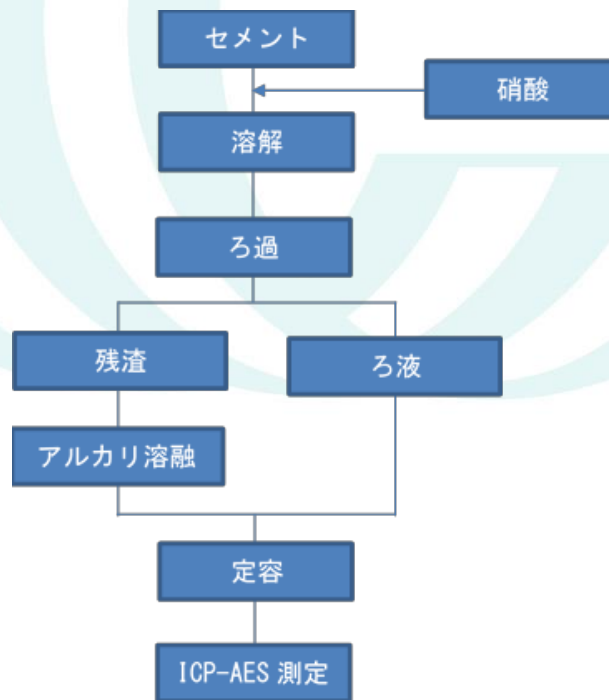 セメント
硝酸
溶解
ろ過
残渣
ろ液
アルカリ溶融
定容
ICP-AES 測定